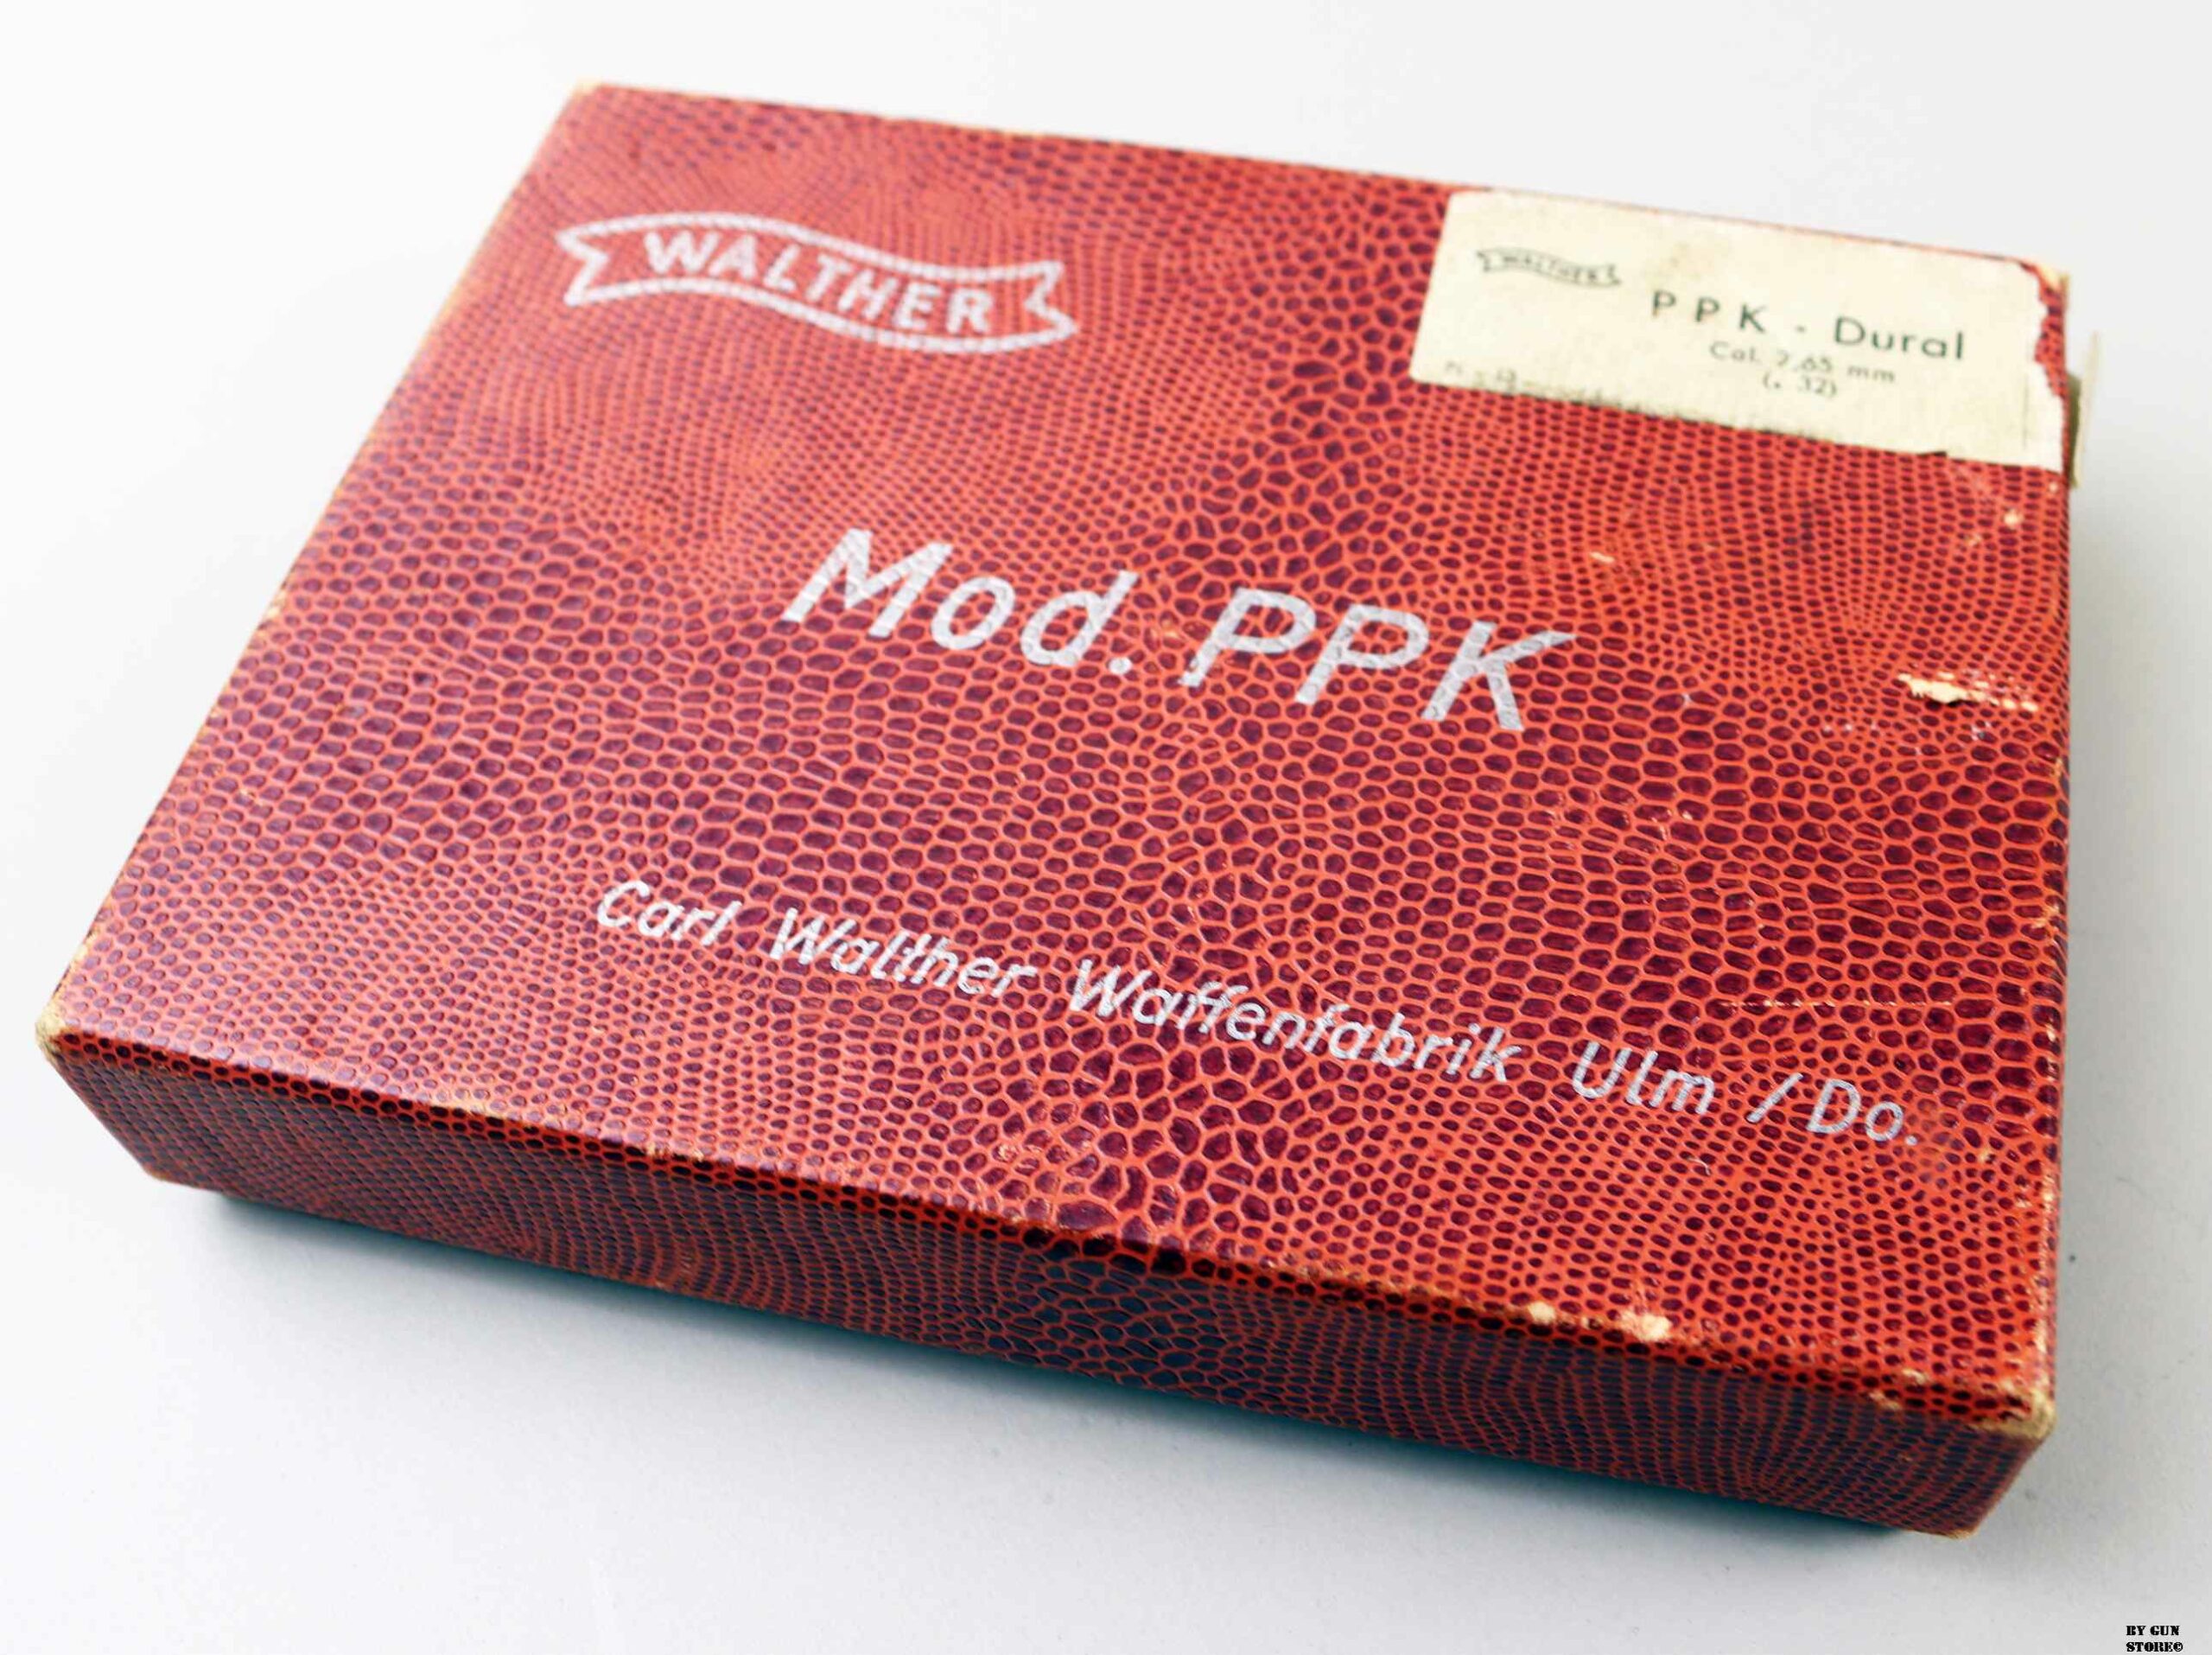 WALTHER
WALTHER
PPK - Dural
Cal. 7,65 mm
(. 32)
Mod. PPK
Carl Walther Waffenfabrik Ulm / Do.
BY GUN
STORE©